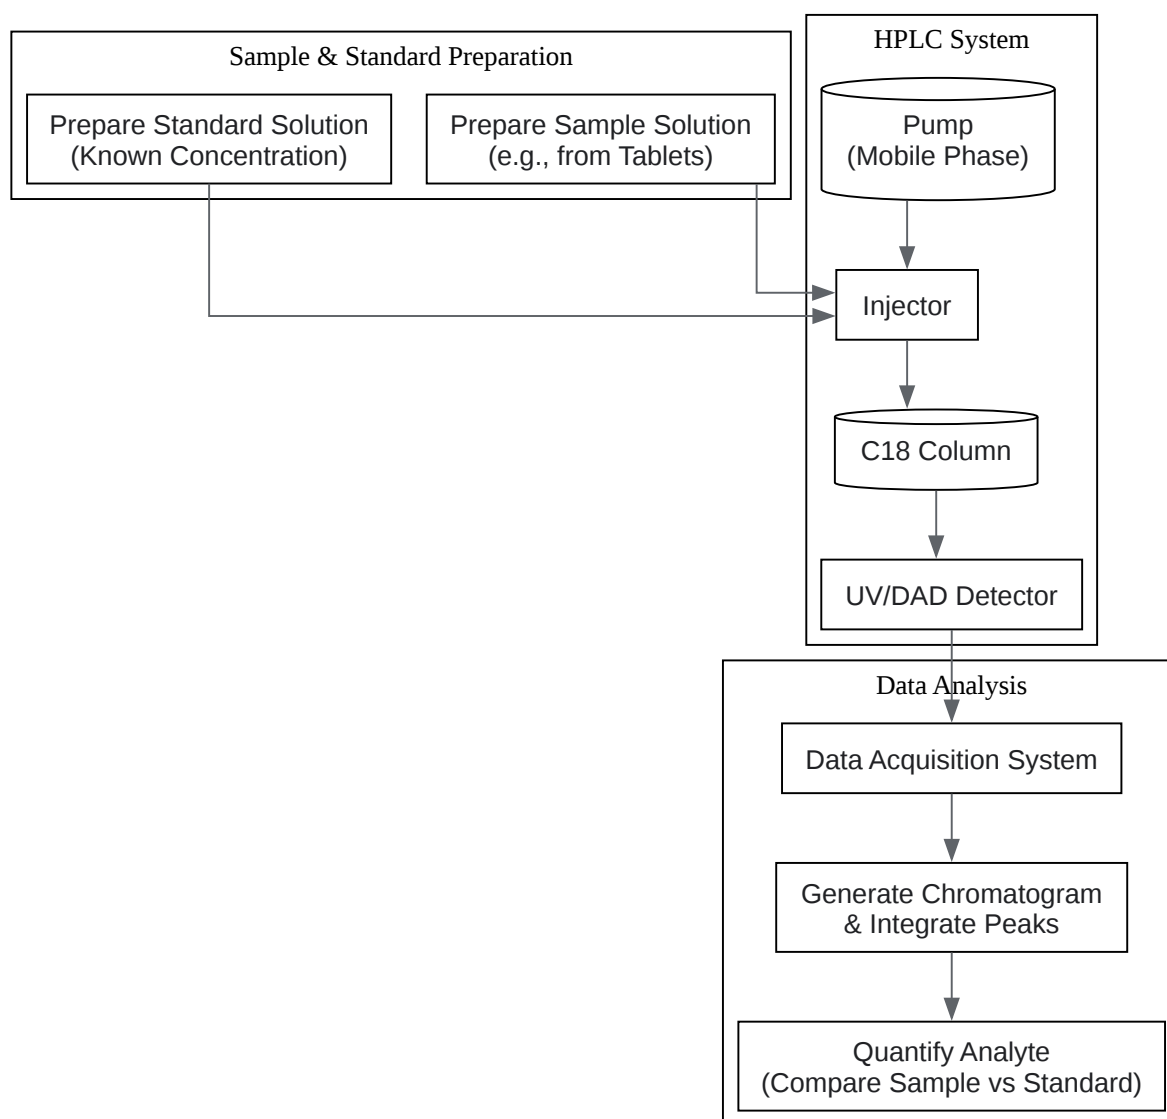 Sample & Standard Preparation
Prepare Standard Solution
(Known Concentration)
Prepare Sample Solution
(e.g., from Tablets)
HPLC System
Pump
(Mobile Phase)
Injector
C18 Column
UV/DAD Detector
Data Analysis
Data Acquisition System
Generate Chromatogram
& Integrate Peaks
Quantify Analyte
(Compare Sample vs Standard)